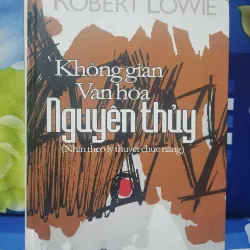 ROBERT LOWIE
Không gian
Văn hóa
Nguyên thủy
(Nhìn theo lý thuyết chức năng)